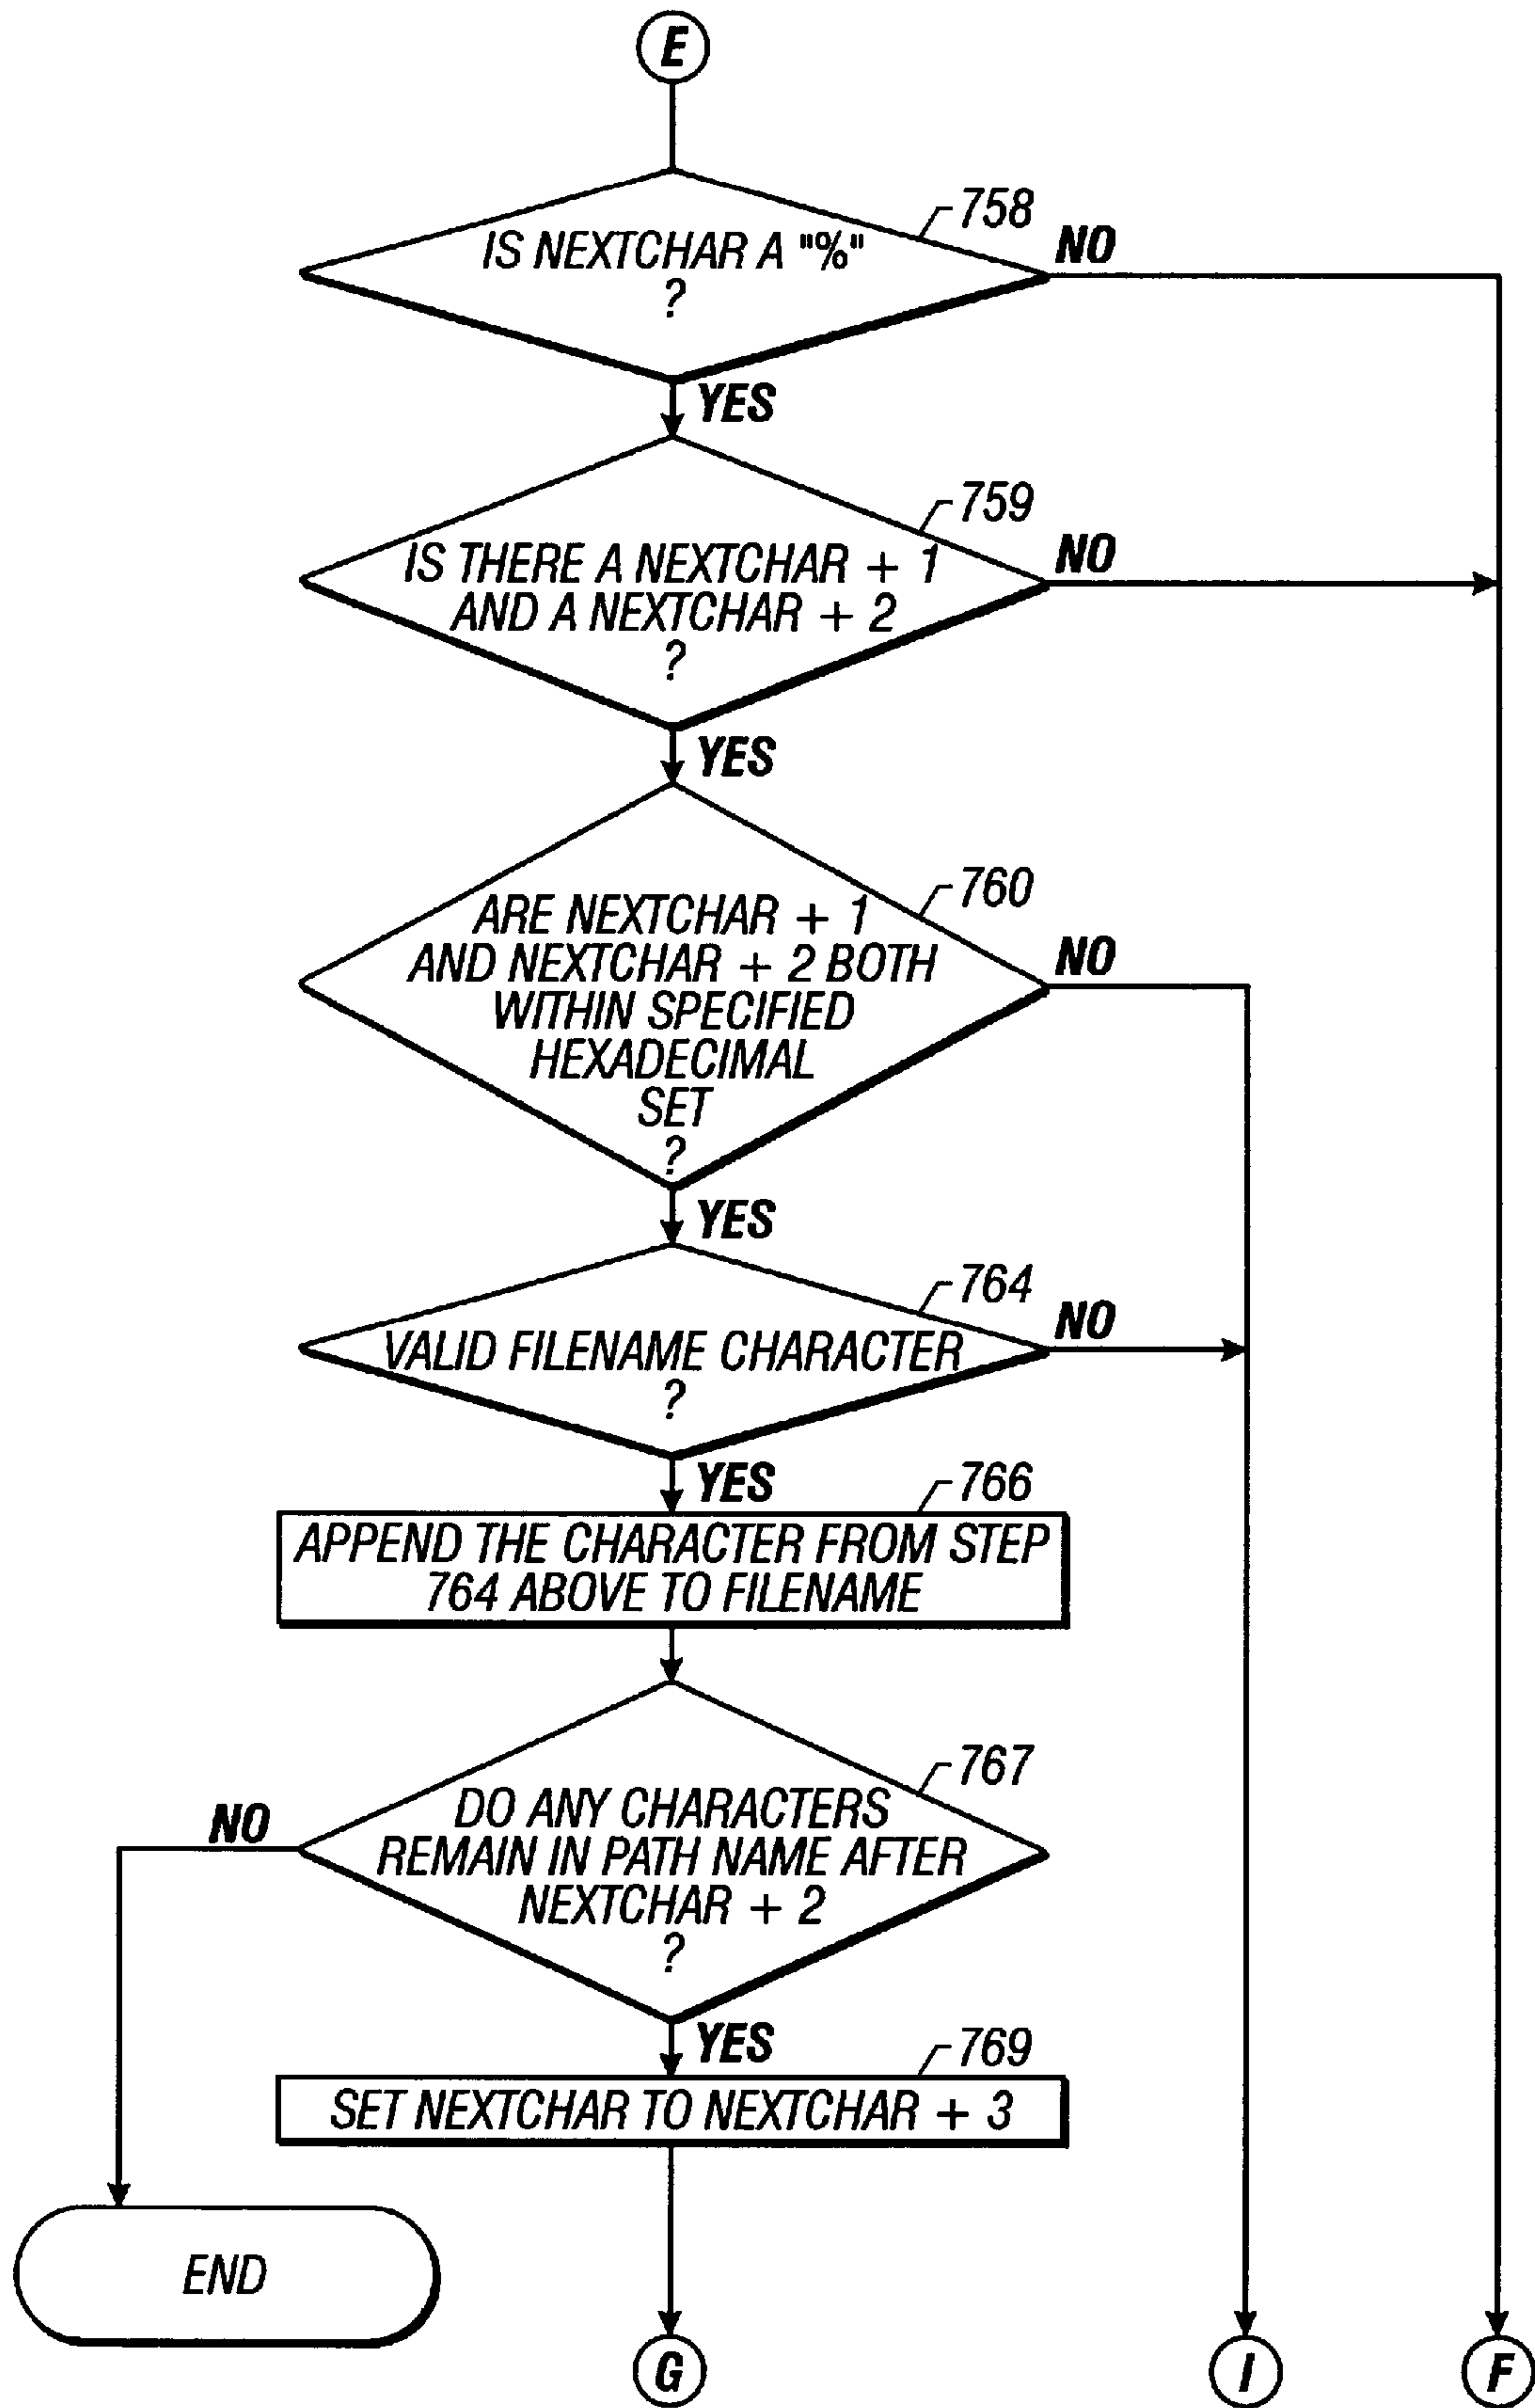 E
758
IS NEXTCHAR A "%"
?
NO
YES
759
IS THERE A NEXTCHAR + 1
AND A NEXTCHAR + 2
?
NO
YES
760
ARE NEXTCHAR + 1
AND NEXTCHAR + 2 BOTH
WITHIN SPECIFIED
HEXADECIMAL
SET
?
NO
YES
764
VALID FILENAME CHARACTER
?
NO
YES
766
APPEND THE CHARACTER FROM STEP
764 ABOVE TO FILENAME
767
DO ANY CHARACTERS
REMAIN IN PATH NAME AFTER
NEXTCHAR + 2
?
NO
YES
769
SET NEXTCHAR TO NEXTCHAR + 3
END
G
I
F